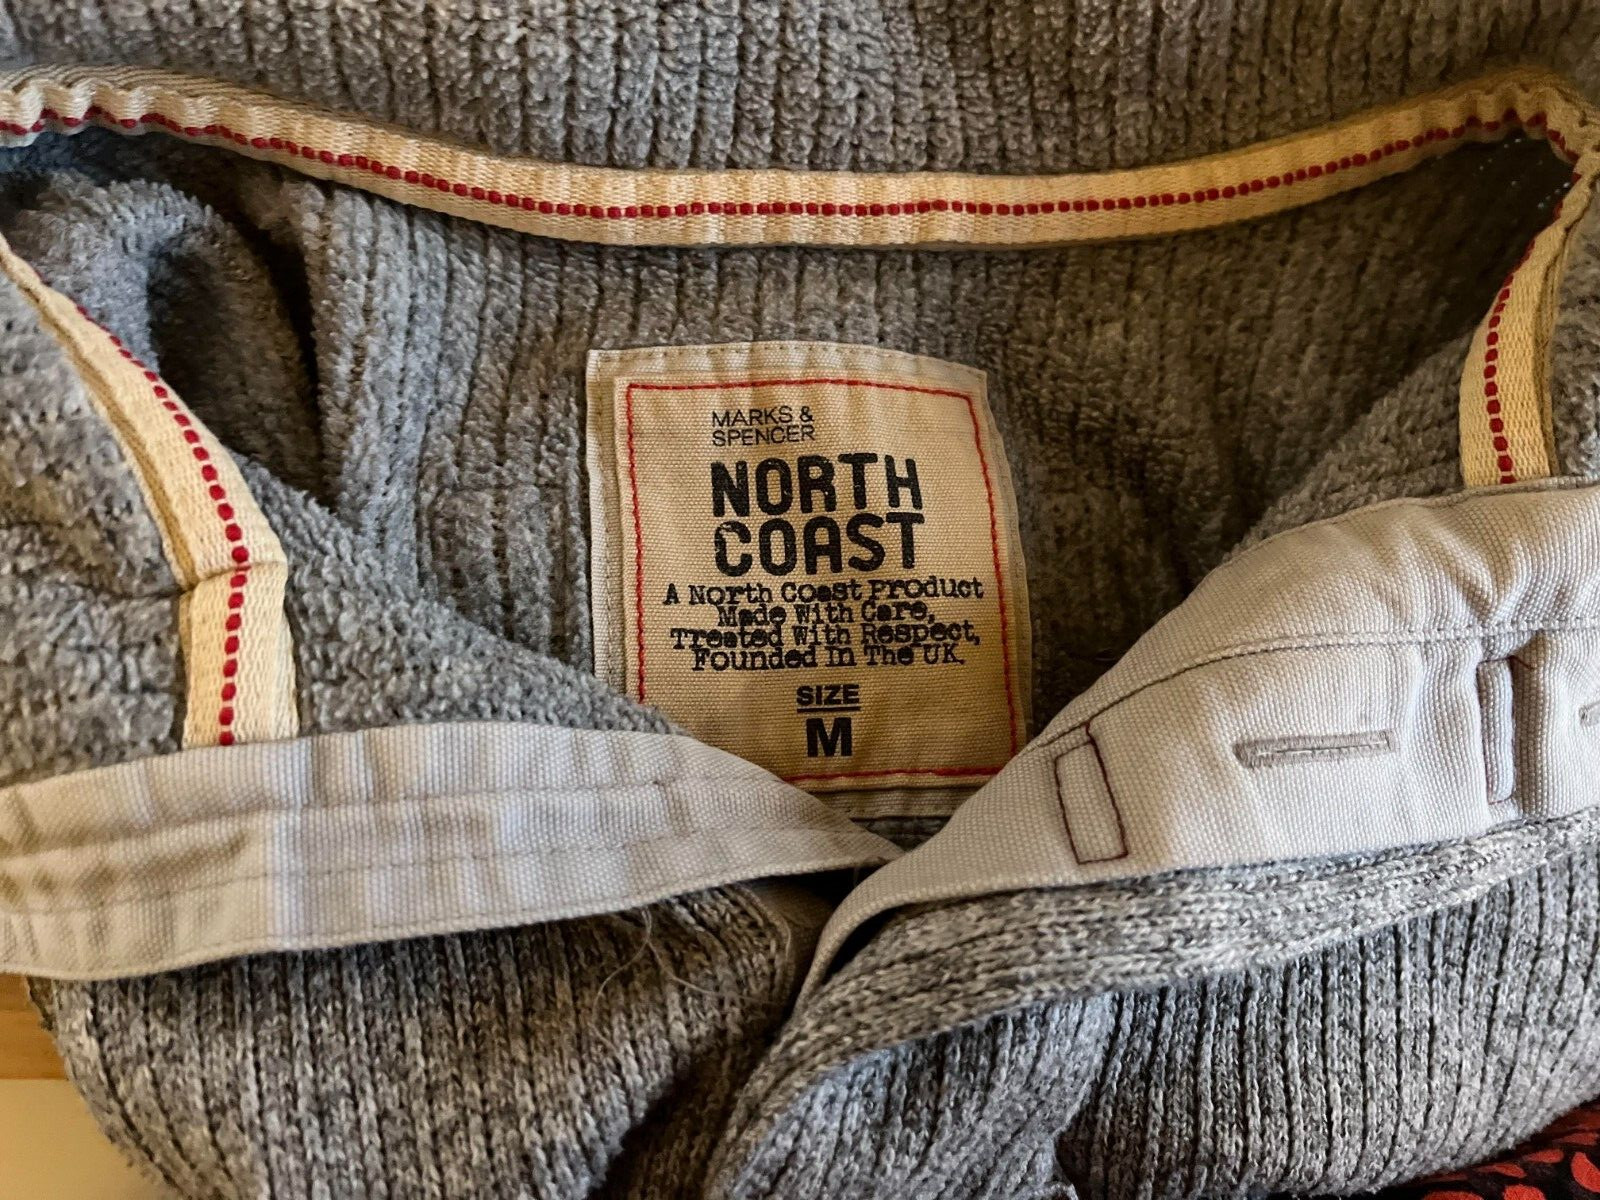 MARKS &
SPENCER
NORTH
COAST
A North Coast Product
Made With Care,
Treated With Respect,
Founded In The UK.
SIZE
M